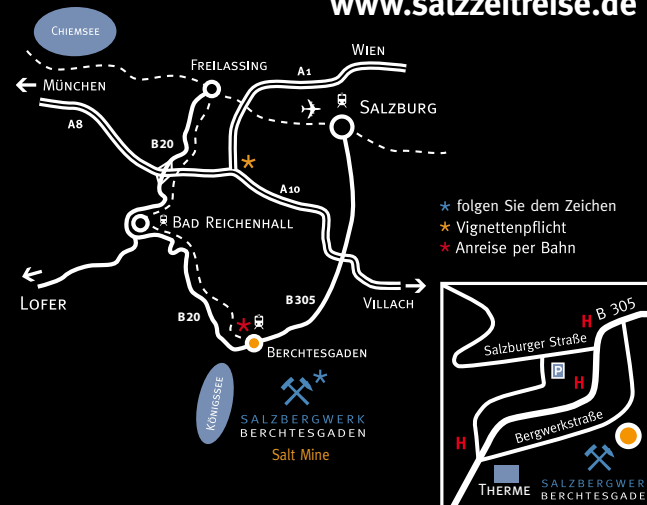 www.salzzeitreise.de
CHIEMSEE
WIEN
FREILASSING
A1
MÜNCHEN
SALZBURG
A8
B20
A10
BAD REICHENHALL
* folgen Sie dem Zeichen
* Vignettenpflicht
* Anreise per Bahn
LOFER
B305
VILLACH
B20
BERCHTESGADEN
KÖNIGSSEE
SALZBERGWERK
BERCHTESGADEN
Salt Mine
H
B 305
Salzburger Straße
P
H
Bergwerkstraße
H
THERME
SALZBERGWER
BERCHTESGADE